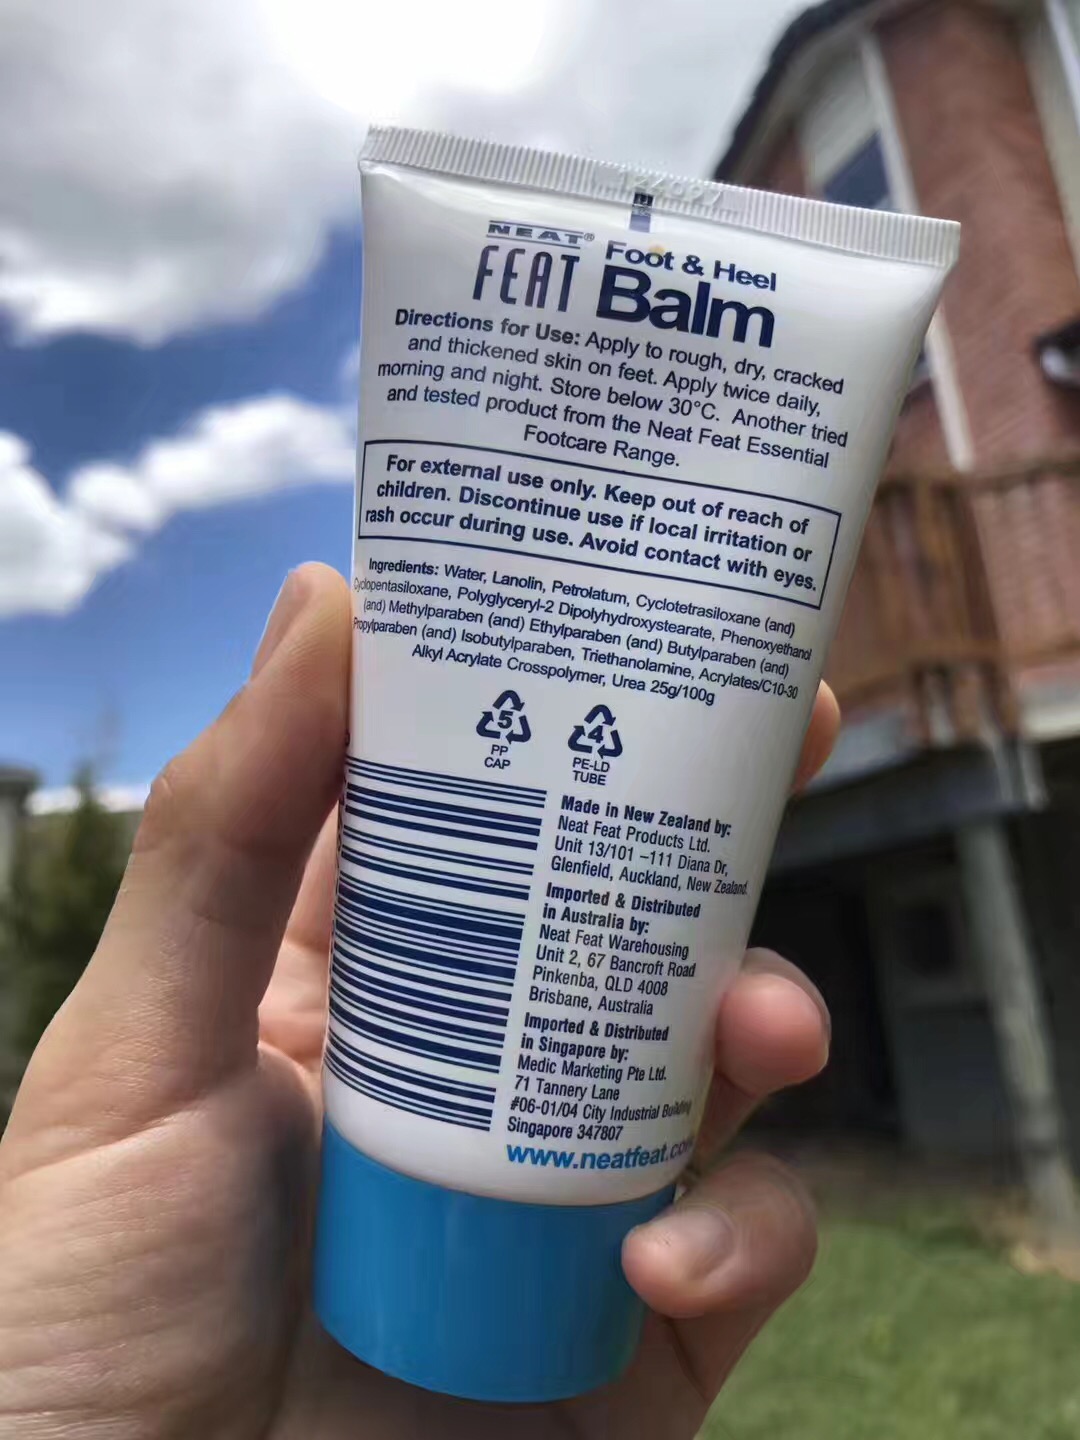 NEAT®
FEAT
Foot & Heel
Balm
Directions for Use: Apply to rough, dry, cracked
and thickened skin on feet. Apply twice daily,
morning and night. Store below 30°C. Another tried
and tested product from the Neat Feat Essential
Footcare Range.
For external use only. Keep out of reach of
children. Discontinue use if local irritation or
rash occur during use. Avoid contact with eyes.
Ingredients: Water, Lanolin, Petrolatum, Cyclotetrasiloxane (and)
Cyclopentasiloxane, Polyglyceryl-2 Dipolyhydroxystearate, Phenoxyethanol
(and) Methylparaben (and) Ethylparaben (and) Butylparaben (and)
Propylparaben (and) Isobutylparaben, Triethanolamine, Acrylates/C10-30
Alkyl Acrylate Crosspolymer, Urea 25g/100g
5
PP
CAP
4
PE-LD
TUBE
Made in New Zealand by:
Neat Feat Products Ltd.
Unit 13/101 –111 Diana Dr,
Glenfield, Auckland, New Zealand.
Imported & Distributed
in Australia by:
Neat Feat Warehousing
Unit 2, 67 Bancroft Road
Pinkenba, QLD 4008
Brisbane, Australia
Imported & Distributed
in Singapore by:
Medic Marketing Pte Ltd.
71 Tannery Lane
#06-01/04 City Industrial Building
Singapore 347807
www.neatfeat.co